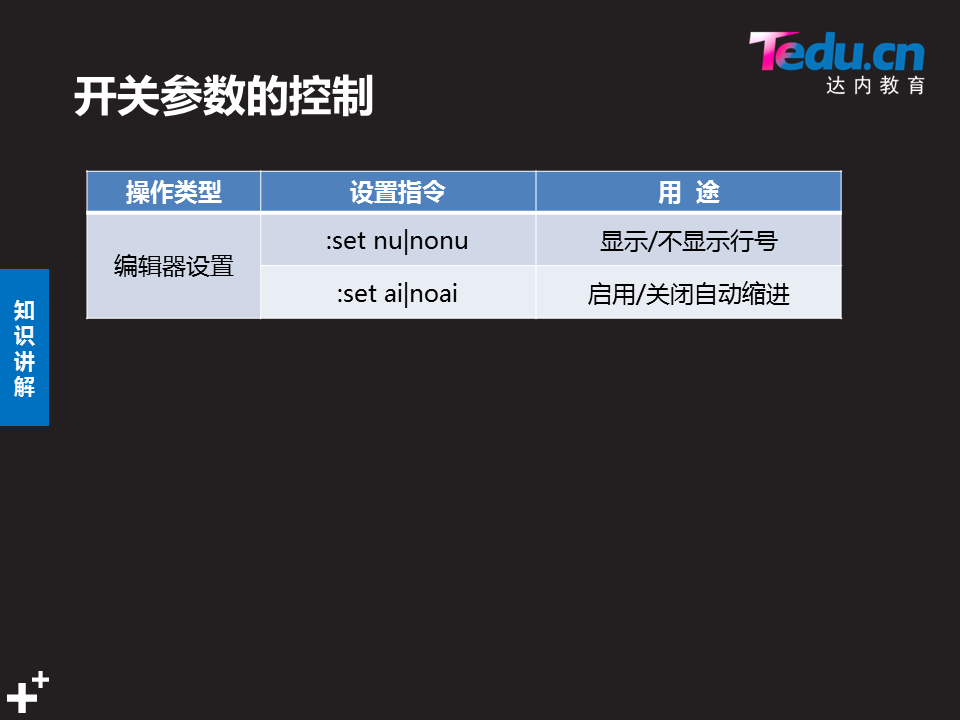 Tedu.cn
达内教育
开关参数的控制
操作类型 设置指令 用 途
编辑器设置 :set nu|nonu 显示/不显示行号
:set ai|noai 启用/关闭自动缩进
知识讲解